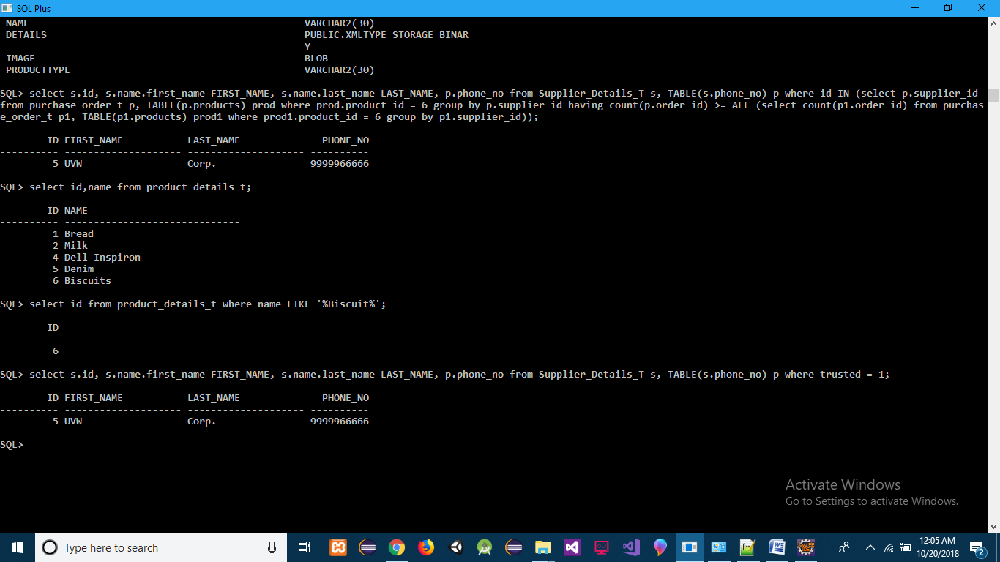 SQL Plus
NAME VARCHAR2(30)
DETAILS PUBLIC.XMLTYPE STORAGE BINAR
Y
IMAGE BLOB
PRODUCTTYPE VARCHAR2(30)
SQL> select s.id, s.name.first_name FIRST_NAME, s.name.last_name LAST_NAME, p.phone_no from Supplier_Details_T s, TABLE(s.phone_no) p where id IN (select p.supplier_id
from purchase_order_t p, TABLE(p.products) prod where prod.product_id = 6 group by p.supplier_id having count(p.order_id) >= ALL (select count(p1.order_id) from purchas
e_order_t p1, TABLE(p1.products) prod1 where prod1.product_id = 6 group by p1.supplier_id));
ID FIRST_NAME LAST_NAME PHONE_NO
---------- -------------------- -------------------- ----------
5 UVW Corp. 9999966666
SQL> select id,name from product_details_t;
ID NAME
---------- ------------------------------
1 Bread
2 Milk
4 Dell Inspiron
5 Denim
6 Biscuits
SQL> select id from product_details_t where name LIKE '%Biscuit%';
ID
----------
6
SQL> select s.id, s.name.first_name FIRST_NAME, s.name.last_name LAST_NAME, p.phone_no from Supplier_Details_T s, TABLE(s.phone_no) p where trusted = 1;
ID FIRST_NAME LAST_NAME PHONE_NO
---------- -------------------- -------------------- ----------
5 UVW Corp. 9999966666
SQL>
Activate Windows
Go to Settings to activate Windows.
Type here to search
12:05 AM
10/20/2018
2